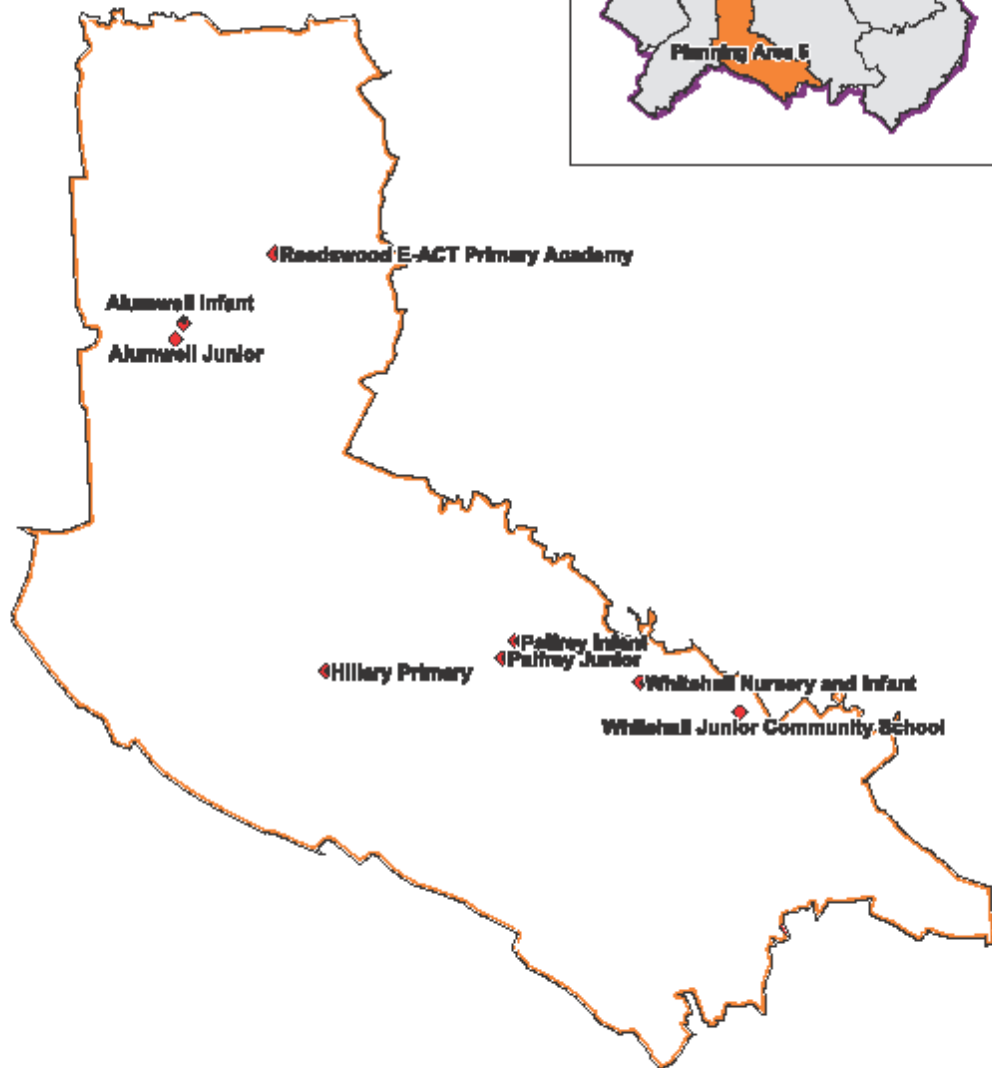 Planning Area 5
Reedswood E-ACT Primary Academy
Alumwell Infant
Alumwell Junior
Palfrey Infant
Palfrey Junior
Hillary Primary
Whitehall Nursery and Infant
Whitehall Junior Community School